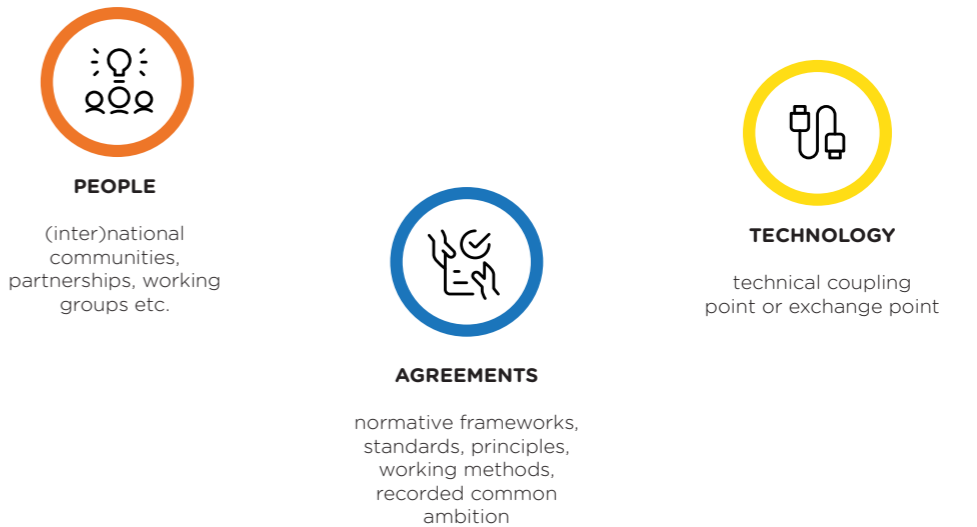 PEOPLE
(inter)national
communities,
partnerships, working
groups etc.
AGREEMENTS
normative frameworks,
standards, principles,
working methods,
recorded common
ambition
TECHNOLOGY
technical coupling
point or exchange point